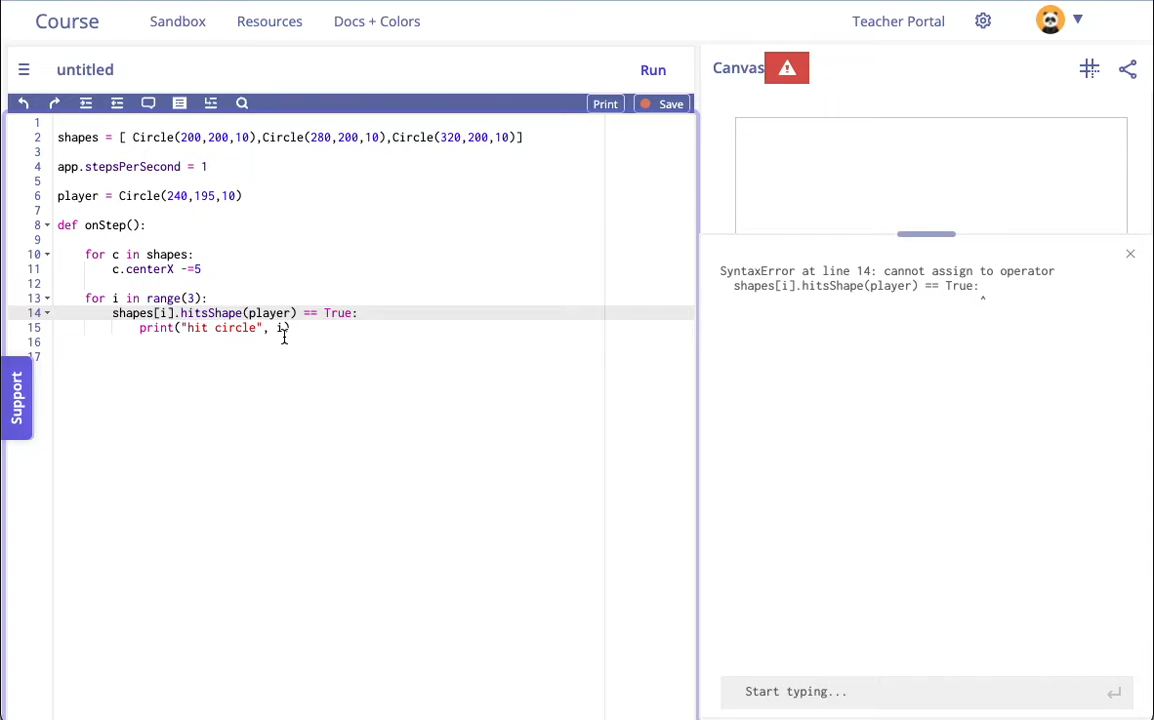 Course Sandbox Resources Docs + Colors Teacher Portal
untitled Run
Canvas
Print Save
1
2 shapes = [ Circle(200,200,10),Circle(280,200,10),Circle(320,200,10)]
3
4 app.stepsPerSecond = 1
5
6 player = Circle(240,195,10)
7
8 def onStep():
9
10 for c in shapes:
11 c.centerX -=5
12
13 for i in range(3):
14 shapes[i].hitsShape(player) == True:
15 print("hit circle", i)
16
17
Support
SyntaxError at line 14: cannot assign to operator
shapes[i].hitsShape(player) == True:
^
Start typing...